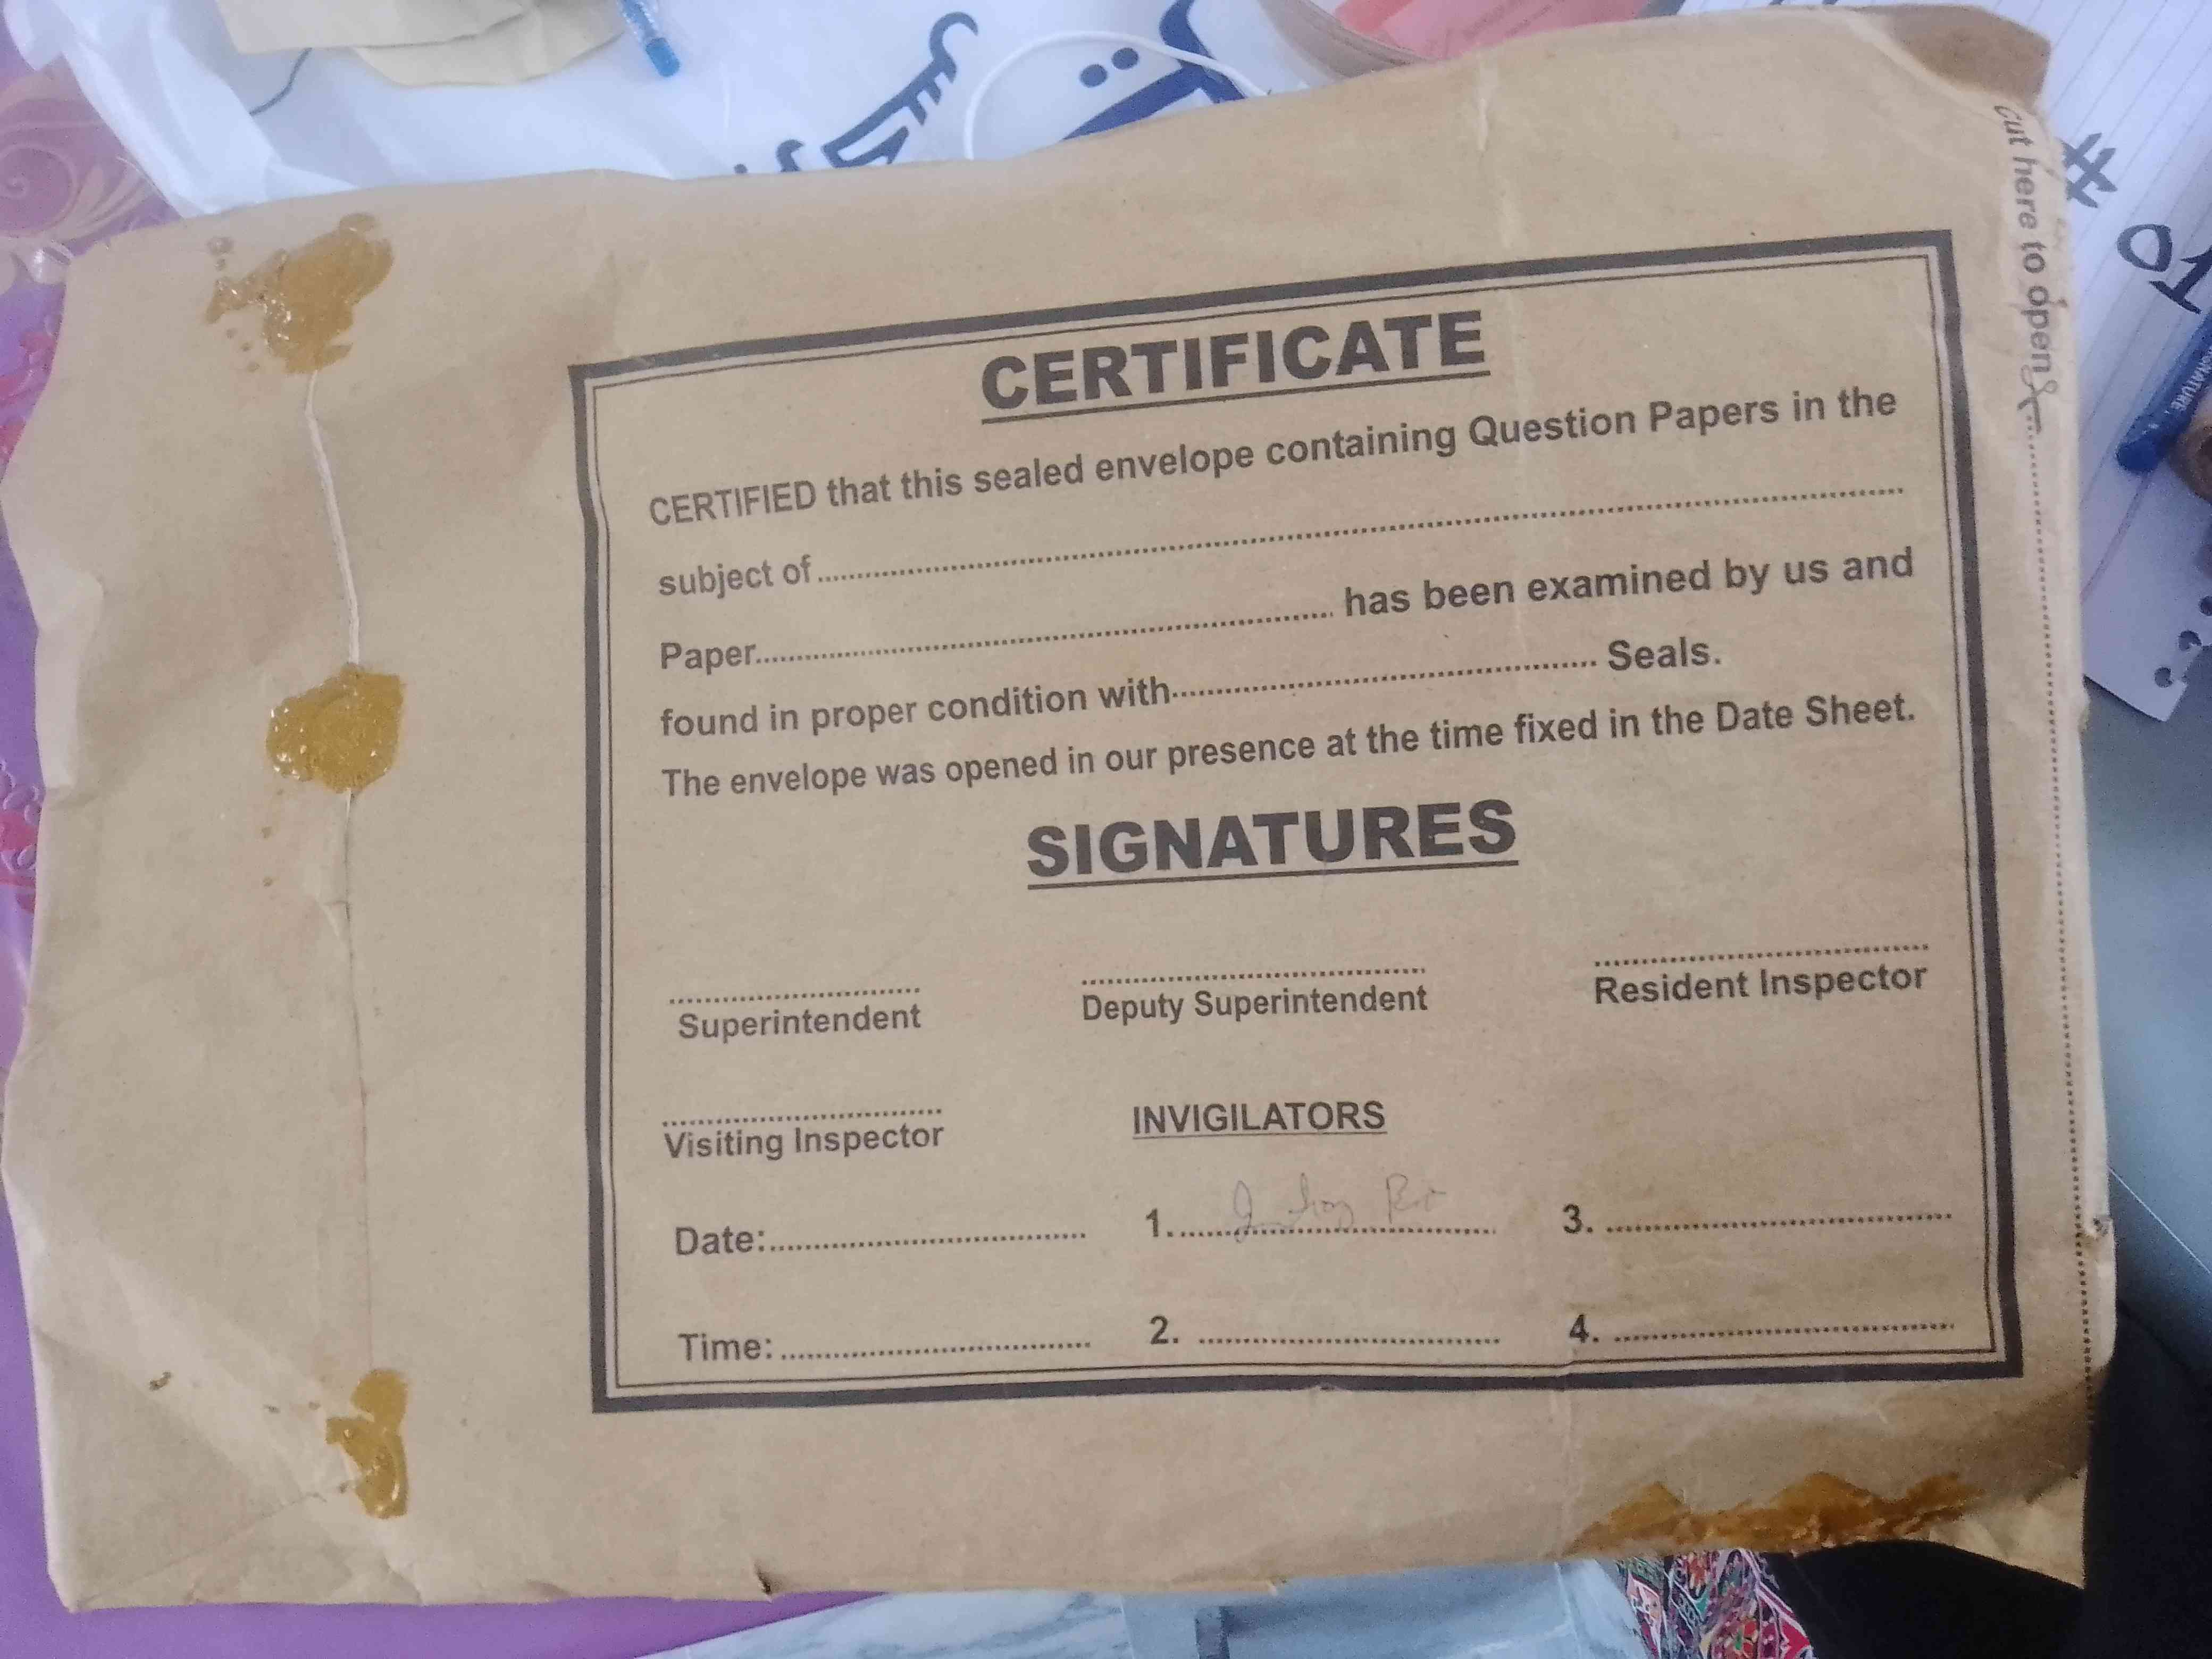 cut here to open
CERTIFICATE
CERTIFIED that this sealed envelope containing Question Papers in the
subject of
Paper has been examined by us and
found in proper condition with Seals.
The envelope was opened in our presence at the time fixed in the Date Sheet.
SIGNATURES
Superintendent Deputy Superintendent Resident Inspector
Visiting Inspector INVIGILATORS
Date: 1. 3.
Time: 2. 4.
# 01